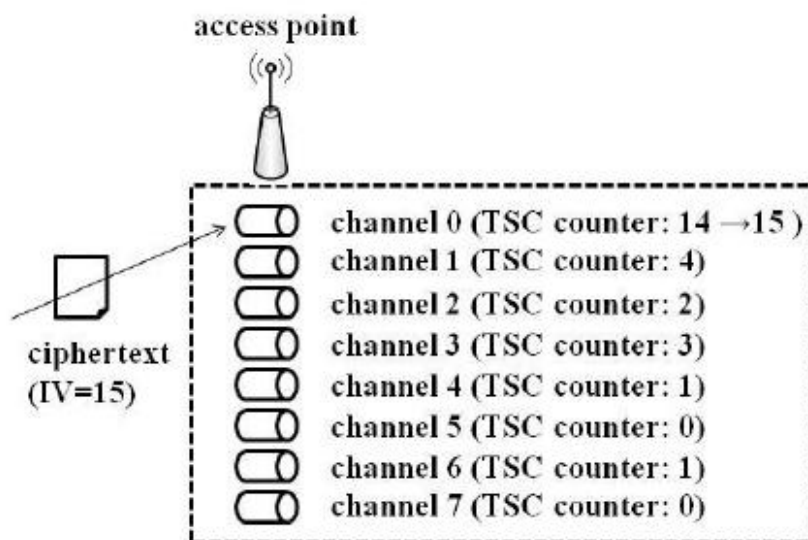 access point
channel 0 (TSC counter: 14 →15 )
channel 1 (TSC counter: 4)
channel 2 (TSC counter: 2)
channel 3 (TSC counter: 3)
channel 4 (TSC counter: 1)
channel 5 (TSC counter: 0)
channel 6 (TSC counter: 1)
channel 7 (TSC counter: 0)
ciphertext
(IV=15)